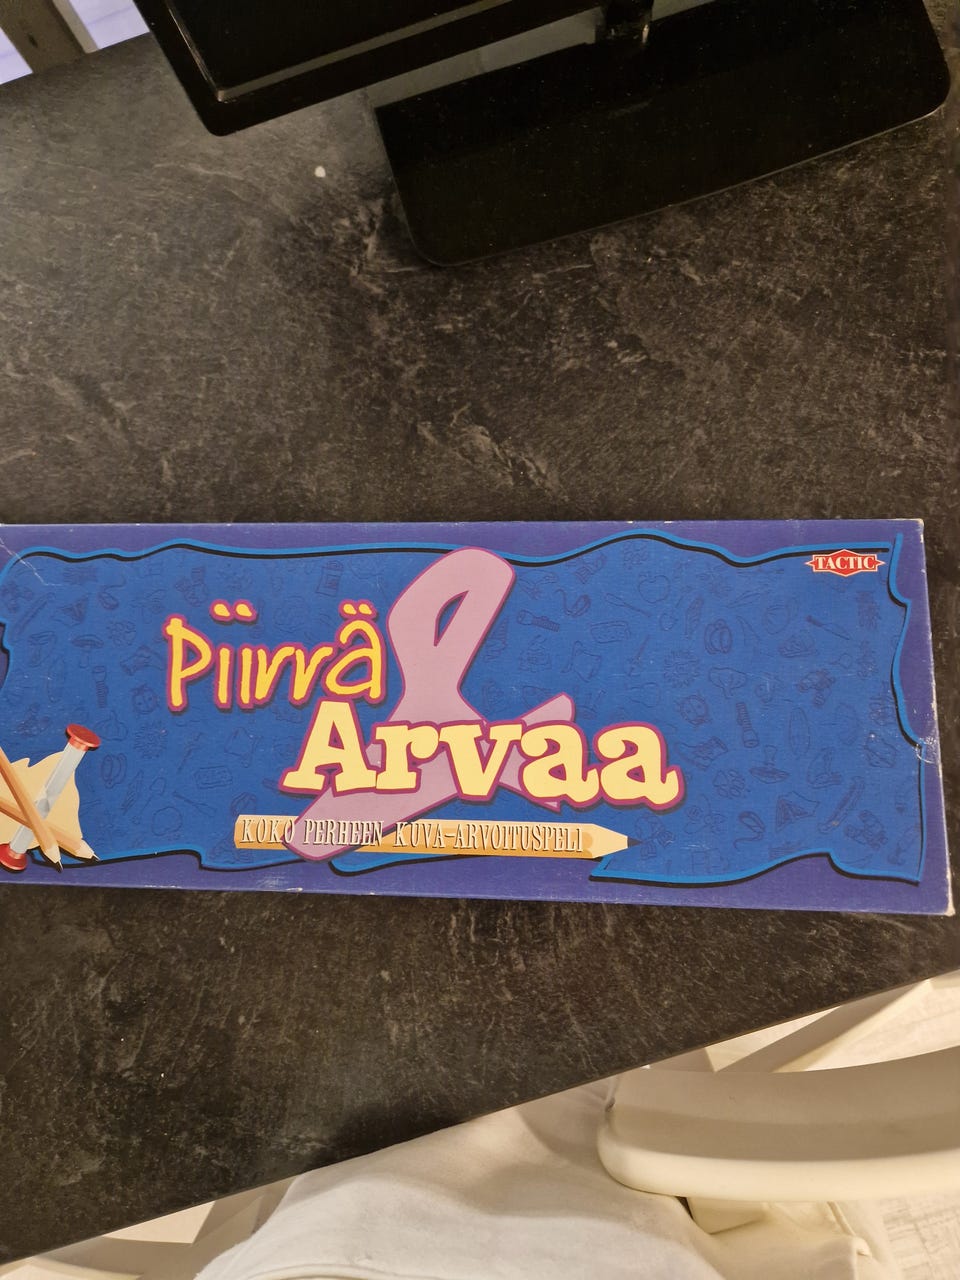 TACTIC
Piirrä
&
Arvaa
KOKO PERHEEN KUVA-ARVOITUSPELI